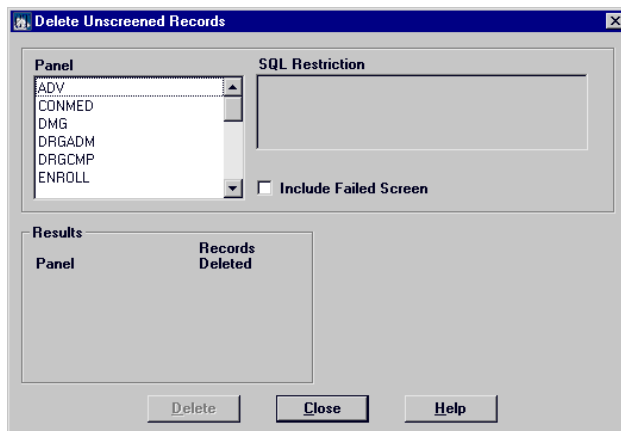 Delete Unscreened Records
Panel
SQL Restriction
ADV
CONMED
DMG
DRGADM
DRGCMP
ENROLL
Include Failed Screen
Results
Records
Panel Deleted
Delete Close Help